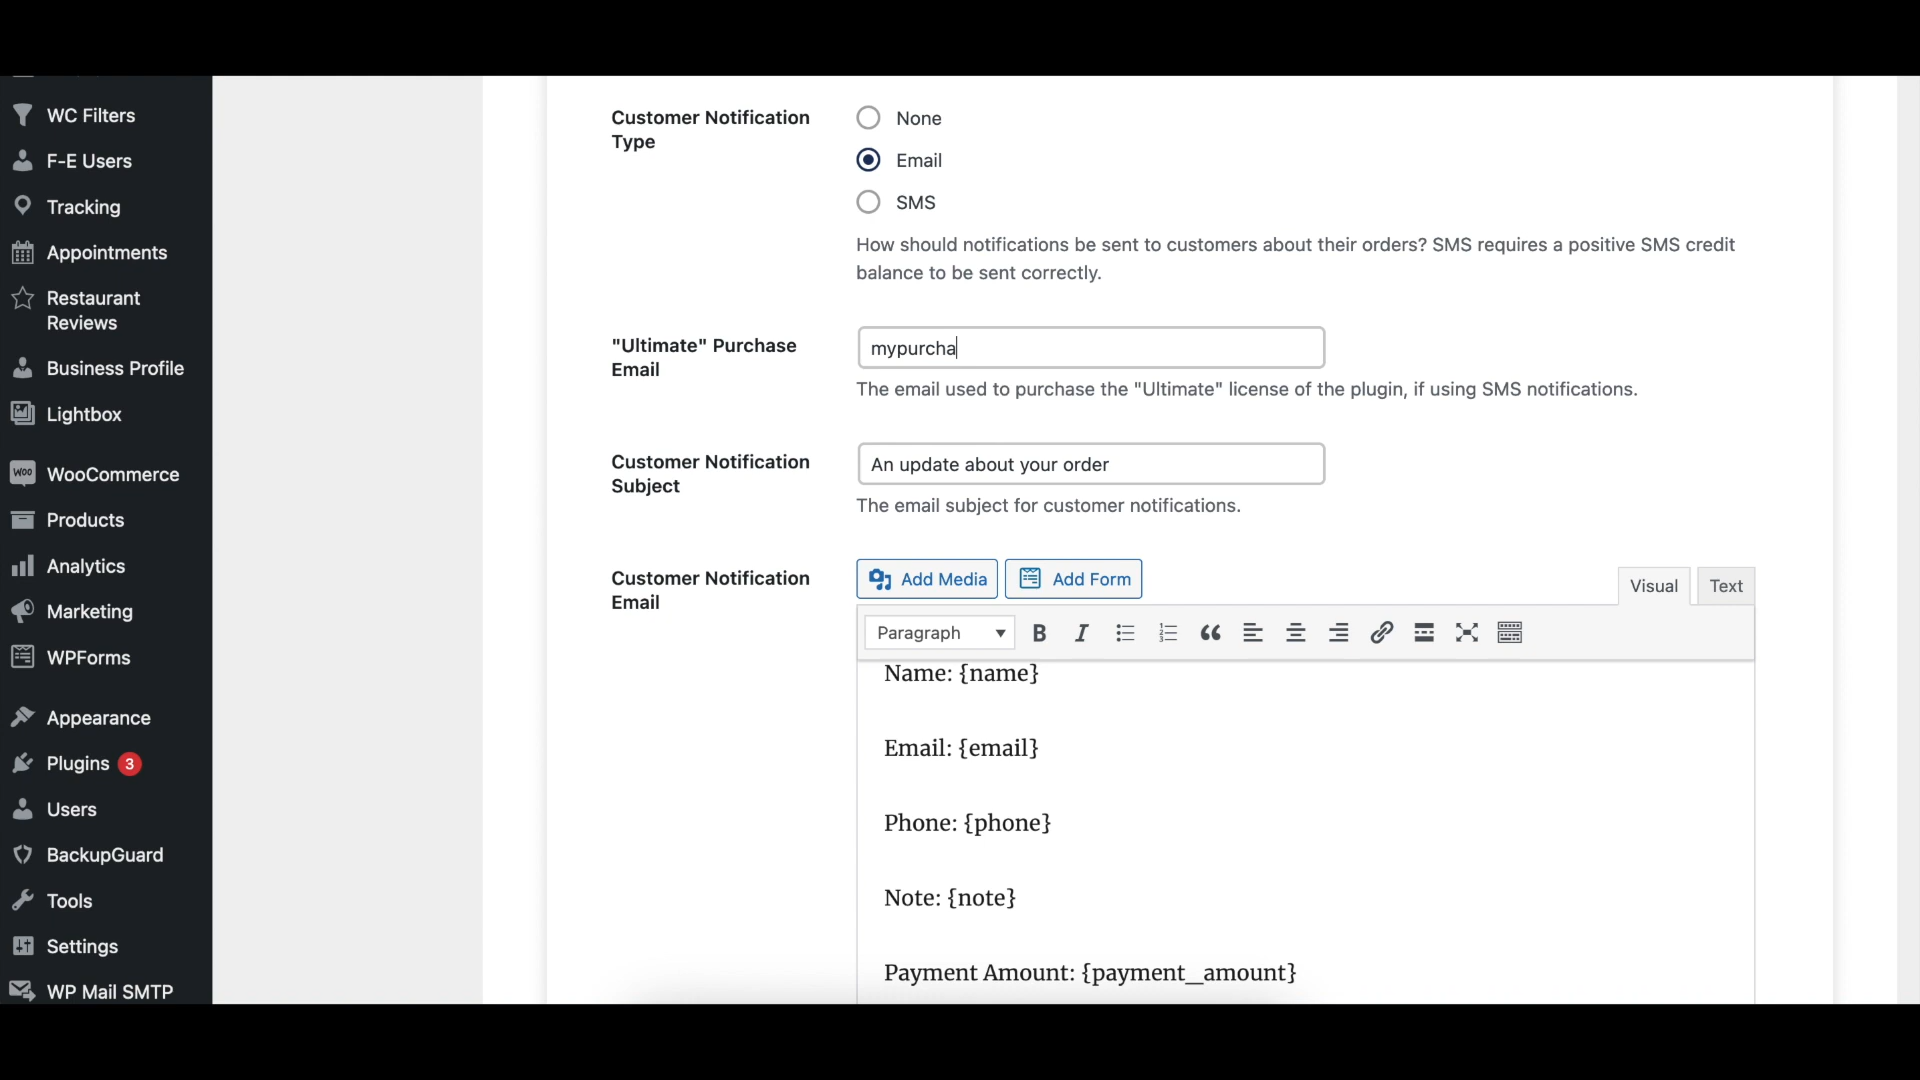 WC Filters
F-E Users
Tracking
Appointments
Restaurant
Reviews
Business Profile
Lightbox
WooCommerce
Products
Analytics
Marketing
WPForms
Appearance
Plugins 3
Users
BackupGuard
Tools
Settings
WP Mail SMTP
Customer Notification
Type
None
Email
SMS
How should notifications be sent to customers about their orders? SMS requires a positive SMS credit
balance to be sent correctly.
"Ultimate" Purchase
Email
mypurcha
The email used to purchase the "Ultimate" license of the plugin, if using SMS notifications.
Customer Notification
Subject
An update about your order
The email subject for customer notifications.
Customer Notification
Email
Add Media
Add Form
Visual
Text
Paragraph
Name: {name}
Email: {email}
Phone: {phone}
Note: {note}
Payment Amount: {payment_amount}